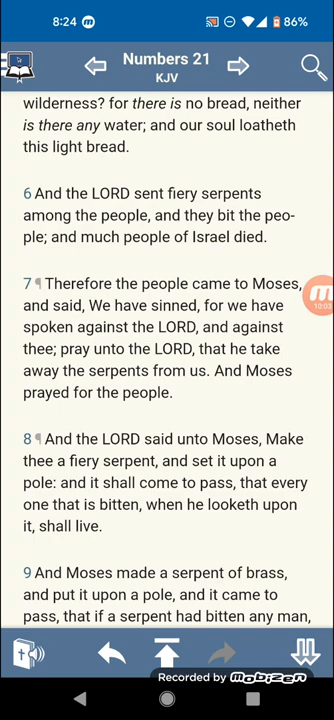 8:24
86%
Numbers 21
KJV
wilderness? for there is no bread, neither
is there any water; and our soul loatheth
this light bread.
6 And the LORD sent fiery serpents
among the people, and they bit the peo-
ple; and much people of Israel died.
7 ¶ Therefore the people came to Moses,
and said, We have sinned, for we have
spoken against the LORD, and against
thee; pray unto the LORD, that he take
away the serpents from us. And Moses
prayed for the people.
8 ¶ And the LORD said unto Moses, Make
thee a fiery serpent, and set it upon a
pole: and it shall come to pass, that every
one that is bitten, when he looketh upon
it, shall live.
9 And Moses made a serpent of brass,
and put it upon a pole, and it came to
pass, that if a serpent had bitten any man,
10:03
Recorded by mobizen